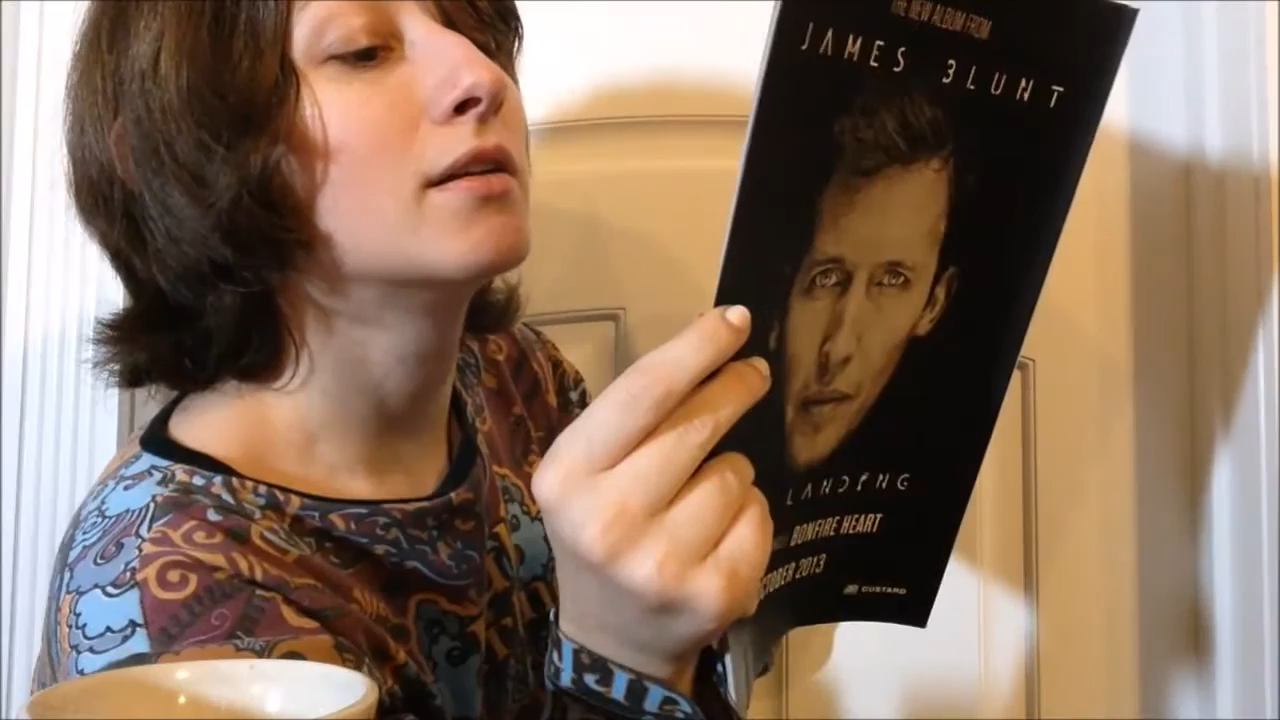 THE NEW ALBUM FROM
JAMES BLUNT
LANDING
BONFIRE HEART
OCTOBER 2013
CUSTARD